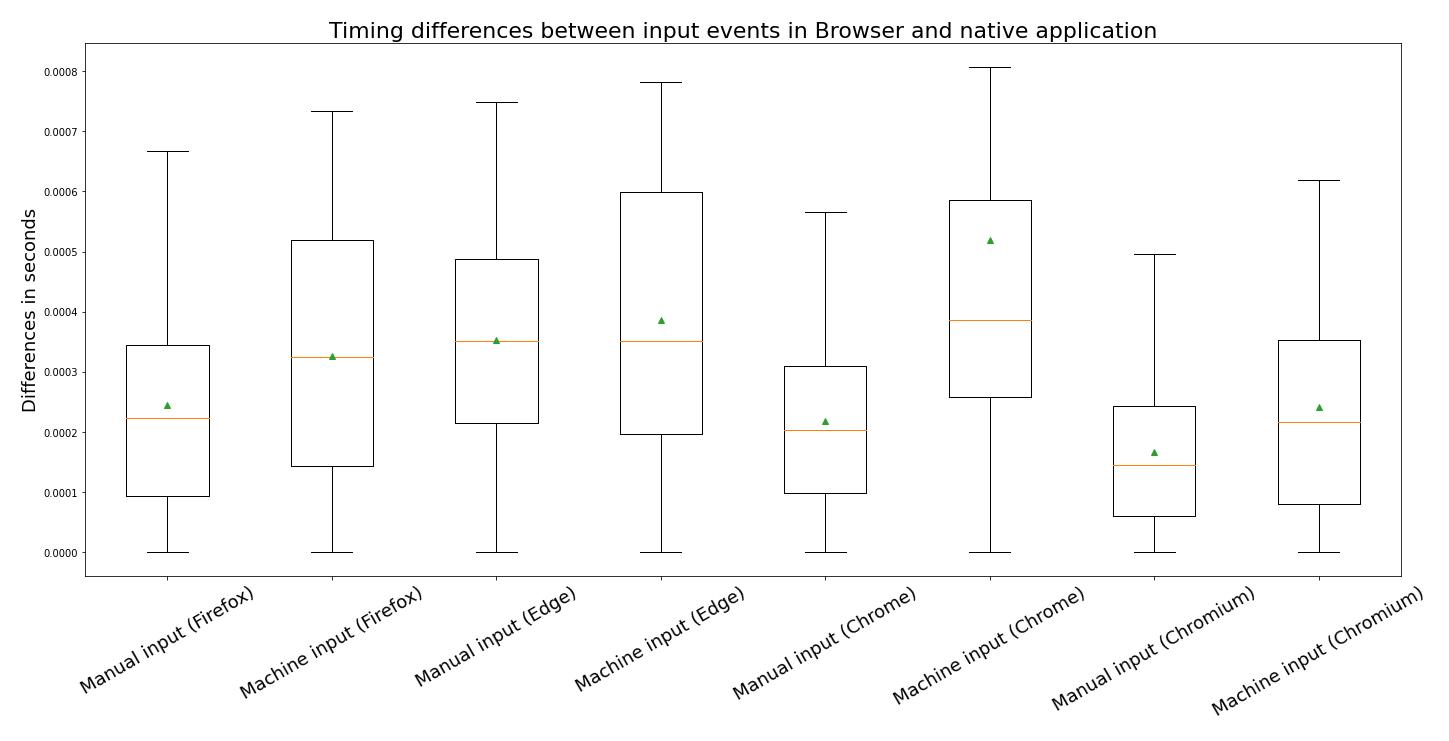 Timing differences between input events in Browser and native application
Differences in seconds
0.0008
0.0007
0.0006
0.0005
0.0004
0.0003
0.0002
0.0001
0.0000
Manual input (Firefox)
Machine input (Firefox)
Manual input (Edge)
Machine input (Edge)
Manual input (Chrome)
Machine input (Chrome)
Manual input (Chromium)
Machine input (Chromium)